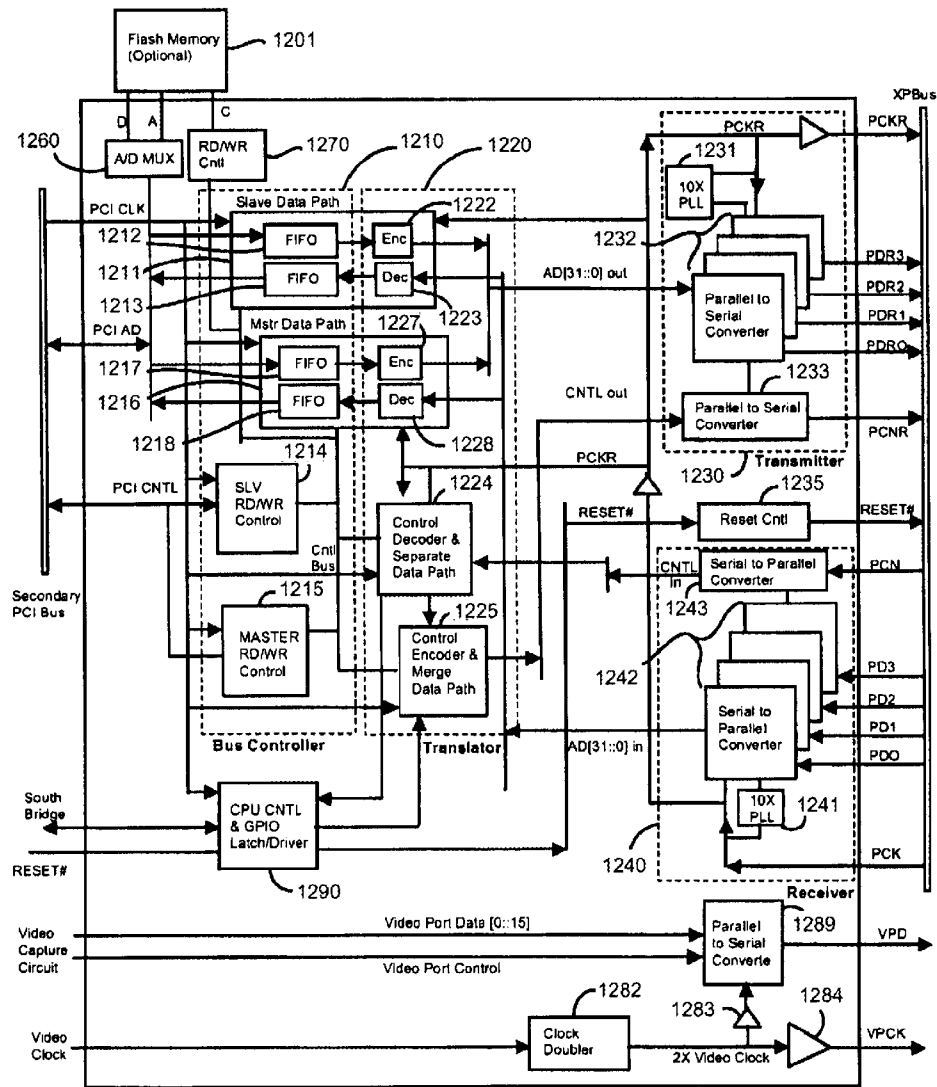 Flash Memory
(Optional)
1201
XPBus
D
A
C
1260
A/D MUX
RD/WR
Cntl
1270
1210
1220
PCKR
PCKR
1231
10X
PLL
PCI CLK
Slave Data Path
1222
1212
FIFO
Enc
1232
1211
FIFO
Dec
AD[31::0] out
PDR3
1213
1223
Parallel to
Serial
Converter
PDR2
PCI AD
Mstr Data Path
1227
PDR1
1217
FIFO
Enc
PDRO
1233
1216
FIFO
Dec
CNTL out
Parallel to Serial
Converter
1218
1228
PCNR
1214
PCKR
Transmitter
1230
PCI CNTL
SLV
RD/WR
Control
1224
1235
RESET#
Reset Cntl
RESET#
Control
Decoder &
Separate
Data Path
Cntl
Bus
CNTL
In
Serial to Parallel
Converter
PCN
1243
Secondary
PCI Bus
1215
1225
MASTER
RD/WR
Control
Control
Encoder &
Merge
Data Path
1242
PD3
PD2
Serial to
Parallel
Converter
PD1
Bus Controller
Translator
AD[31::0] in
PDO
South
Bridge
CPU CNTL
& GPIO
Latch/Driver
10X
PLL
1241
1240
PCK
RESET#
1290
Receiver
Video
Capture
Circuit
Video Port Data [0::15]
Video Port Control
Parallel
to Serial
Converte
1289
VPD
1282
1283
1284
Video
Clock
Clock
Doubler
2X Video Clock
VPCK